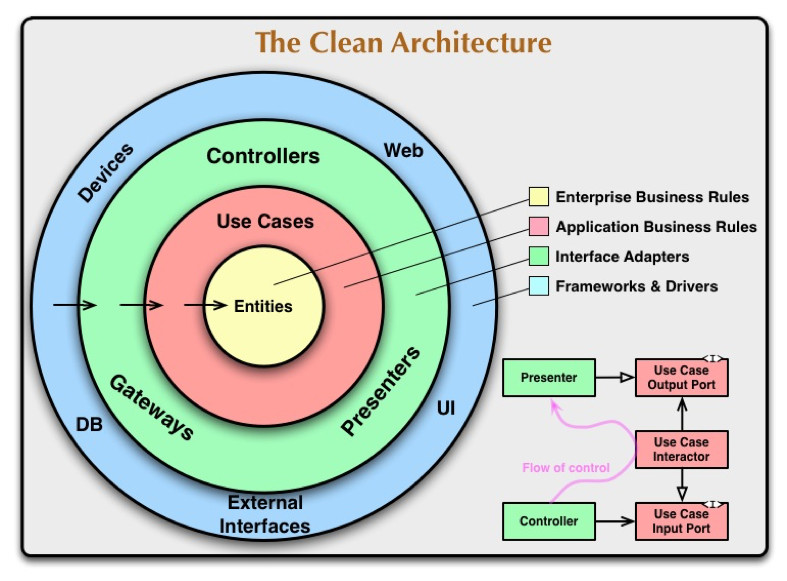 The Clean Architecture
Devices
Web
Controllers
Use Cases
Entities
Gateways
Presenters
DB
UI
External
Interfaces
Enterprise Business Rules
Application Business Rules
Interface Adapters
Frameworks & Drivers
Presenter
<I>
Use Case
Output Port
Use Case
Interactor
Flow of control
Controller
<I>
Use Case
Input Port